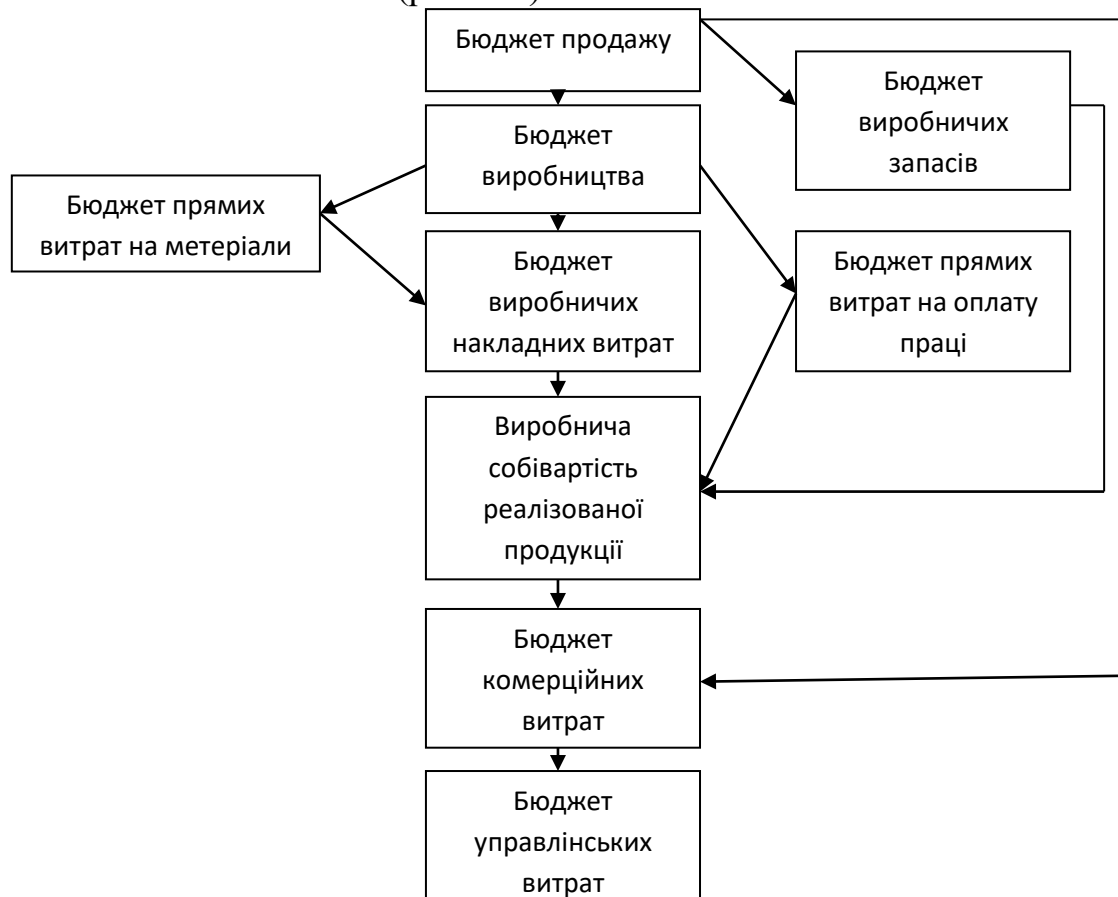 Бюджет продажу
Бюджет
виробничих
запасів
Бюджет
виробництва
Бюджет прямих
витрат на метеріали
Бюджет
виробничих
накладних витрат
Бюджет прямих
витрат на оплату
праці
Виробнича
собівартість
реалізованої
продукції
Бюджет
комерційних
витрат
Бюджет
управлінських
витрат